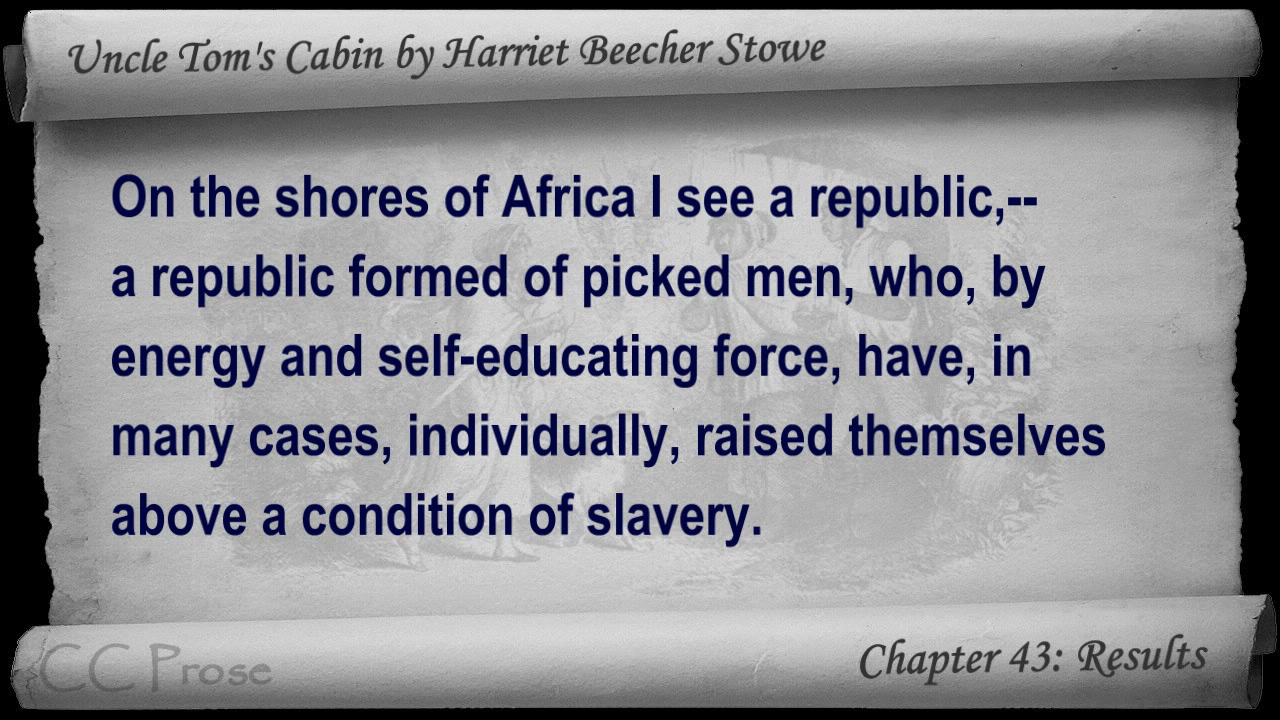 Uncle Tom's Cabin by Harriet Beecher Stowe
On the shores of Africa I see a republic,--
a republic formed of picked men, who, by
energy and self-educating force, have, in
many cases, individually, raised themselves
above a condition of slavery.
CC Prose
Chapter 43: Results